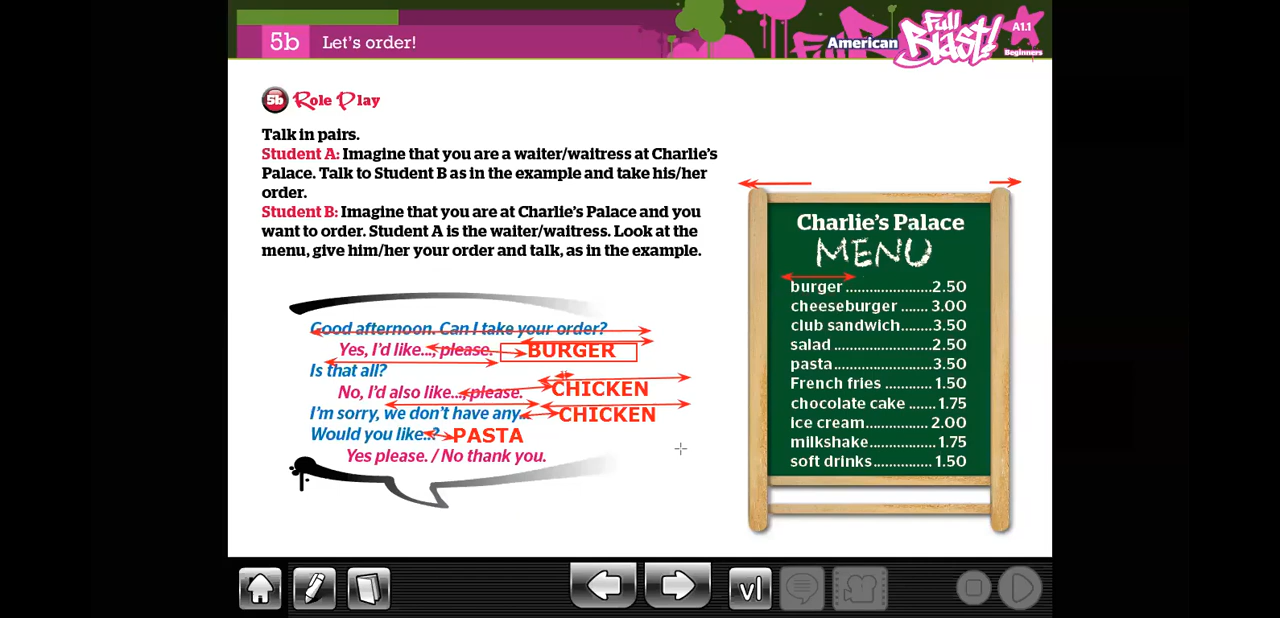 5b Let's order!
American Full Blast! A1.1 Beginners
5b Role Play
Talk in pairs.
Student A: Imagine that you are a waiter/waitress at Charlie's
Palace. Talk to Student B as in the example and take his/her
order.
Student B: Imagine that you are at Charlie's Palace and you
want to order. Student A is the waiter/waitress. Look at the
menu, give him/her your order and talk, as in the example.
Good afternoon. Can I take your order?
Yes, I'd like..., please. BURGER
Is that all?
No, I'd also like..., please. CHICKEN
I'm sorry, we don't have any... CHICKEN
Would you like..? PASTA
Yes please. / No thank you.
Charlie's Palace
MENU
burger ......................2.50
cheeseburger ....... 3.00
club sandwich........3.50
salad ........................2.50
pasta.........................3.50
French fries ............ 1.50
chocolate cake ....... 1.75
ice cream................2.00
milkshake................ 1.75
soft drinks............... 1.50
vl